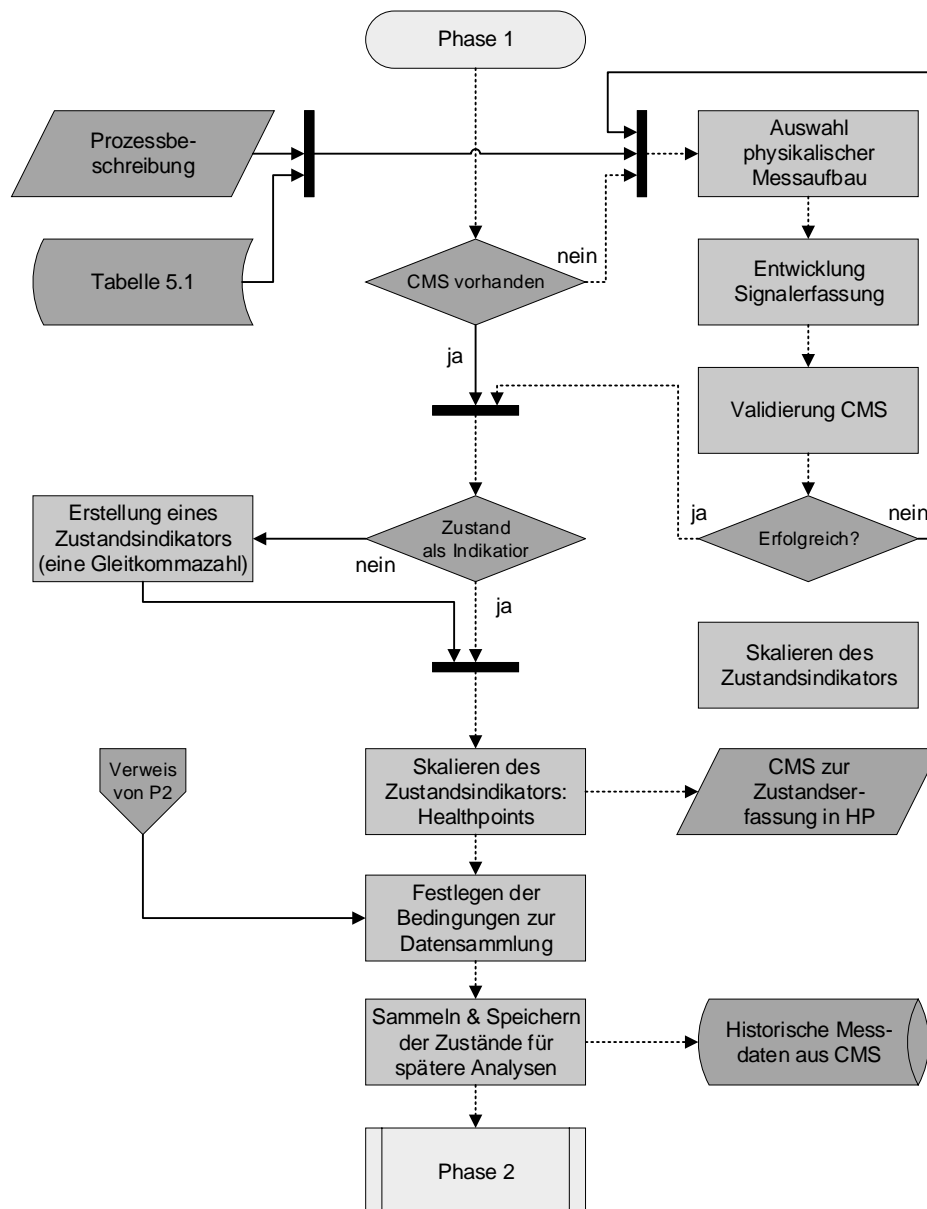 Phase 1
Prozessbe-
schreibung
Auswahl
physikalischer
Messaufbau
Tabelle 5.1
CMS vorhanden
nein
Entwicklung
Signalerfassung
ja
Validierung CMS
Erstellung eines
Zustandsindikators
(eine Gleitkommazahl)
nein
Zustand
als Indikatior
ja
ja
Erfolgreich?
nein
Skalieren des
Zustandsindikators
Verweis
von P2
Skalieren des
Zustandsindikators:
Healthpoints
CMS zur
Zustandser-
fassung in HP
Festlegen der
Bedingungen zur
Datensammlung
Sammeln & Speichern
der Zustände für
spätere Analysen
Historische Mess-
daten aus CMS
Phase 2